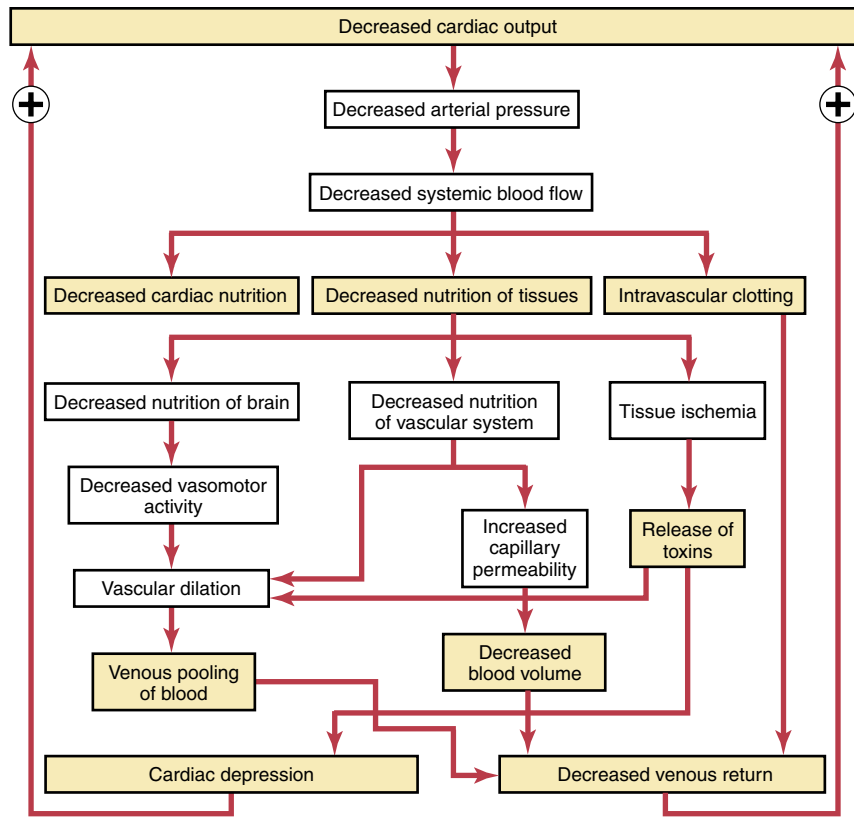 Decreased cardiac output
+
+
Decreased arterial pressure
Decreased systemic blood flow
Decreased cardiac nutrition
Decreased nutrition of tissues
Intravascular clotting
Decreased nutrition of brain
Decreased nutrition
of vascular system
Tissue ischemia
Decreased vasomotor
activity
Increased
capillary
permeability
Release of
toxins
Vascular dilation
Venous pooling
of blood
Decreased
blood volume
Cardiac depression
Decreased venous return